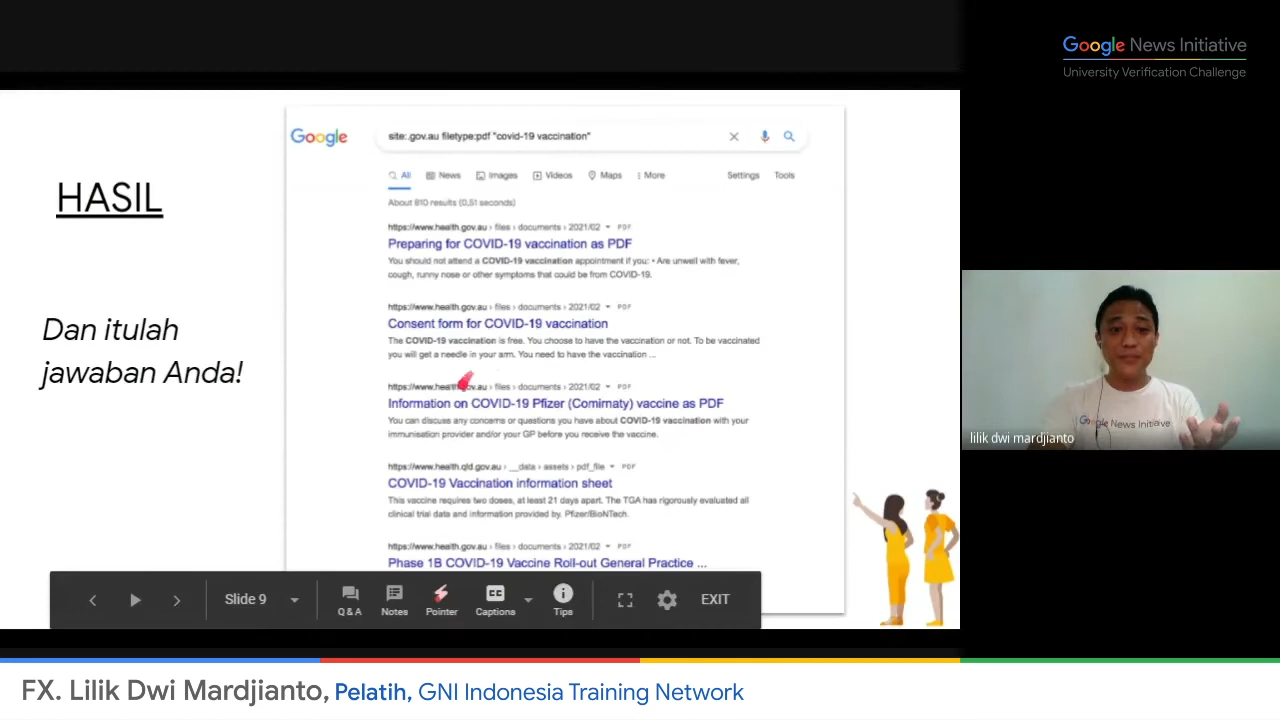 Google News Initiative
University Verification Challenge
HASIL
Dan itulah
jawaban Anda!
Google
site:.gov.au filetype:pdf "covid-19 vaccination"
All News Images Videos Maps More Settings Tools
About 810 results (0,51 seconds)
https://www.health.gov.au › files › documents › 2021/02 PDF
Preparing for COVID-19 vaccination as PDF
You should not attend a COVID-19 vaccination appointment if you: • Are unwell with fever,
cough, runny nose or other symptoms that could be from COVID-19.
https://www.health.gov.au › files › documents › 2021/02 PDF
Consent form for COVID-19 vaccination
The COVID-19 vaccination is free. You choose to have the vaccination or not. To be vaccinated
you will get a needle in your arm. You need to have the vaccination ...
https://www.health.gov.au › files › documents › 2021/02 PDF
Information on COVID-19 Pfizer (Comirnaty) vaccine as PDF
You can discuss any concerns or questions you have about COVID-19 vaccination with your
immunisation provider and/or your GP before you receive the vaccine.
https://www.health.qld.gov.au › __data › assets › pdf_file PDF
COVID-19 Vaccination information sheet
This vaccine requires two doses, at least 21 days apart. The TGA has rigorously evaluated all
clinical trial data and information provided by. Pfizer/BioNTech.
https://www.health.gov.au › files › documents › 2021/02 PDF
Phase 1B COVID-19 Vaccine Roll-out General Practice ...
Slide 9 Q & A Notes Pointer Captions Tips EXIT
Google News Initiative
lilik dwi mardjianto
FX. Lilik Dwi Mardjianto, Pelatih, GNI Indonesia Training Network